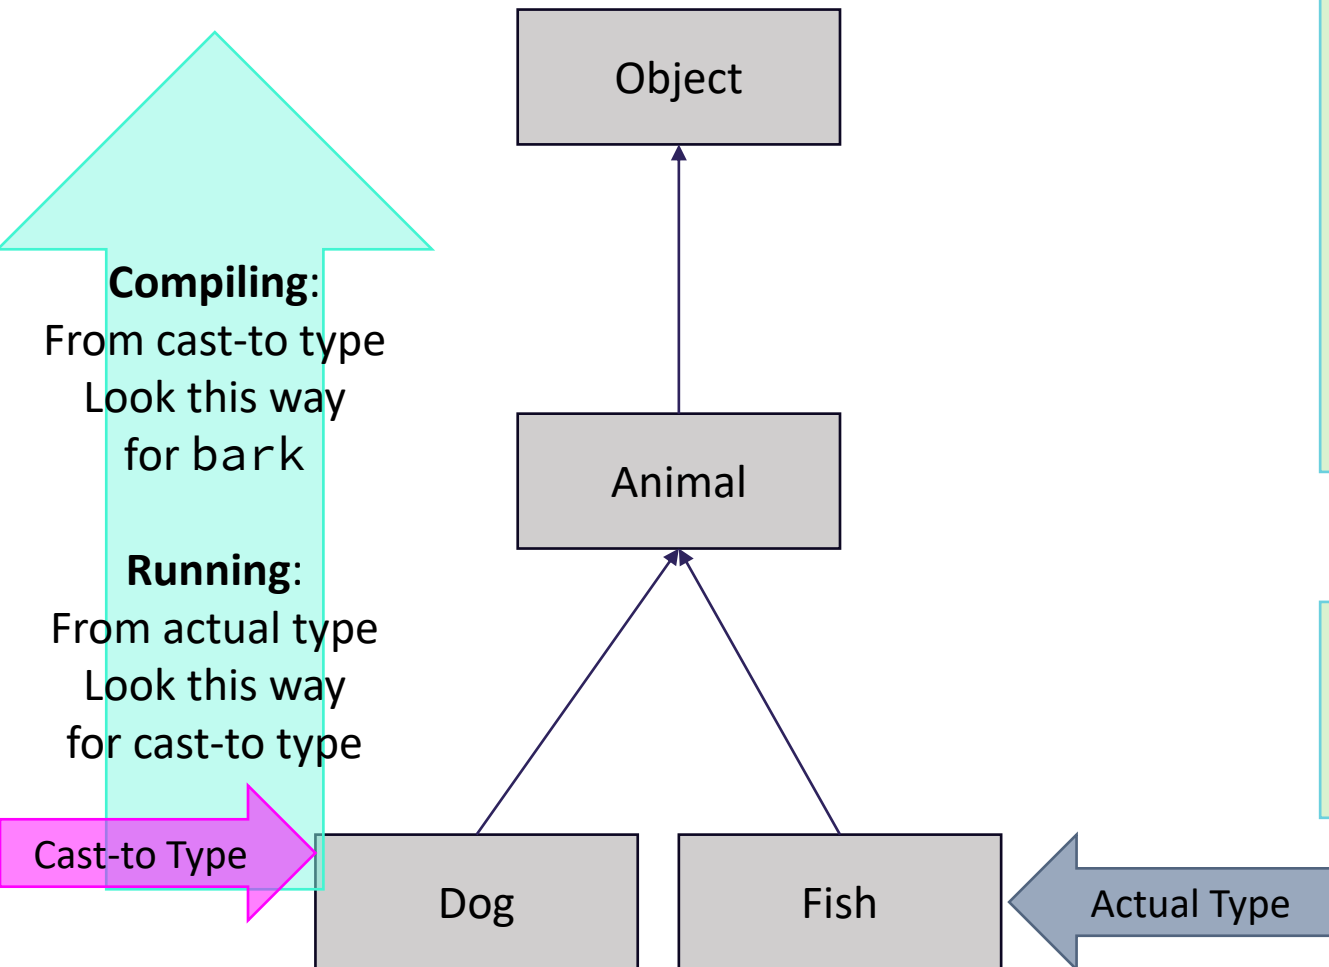 Object
Compiling:
From cast-to type
Look this way
for bark
Animal
Running:
From actual type
Look this way
for cast-to type
Cast-to Type
Dog
Fish
Actual Type